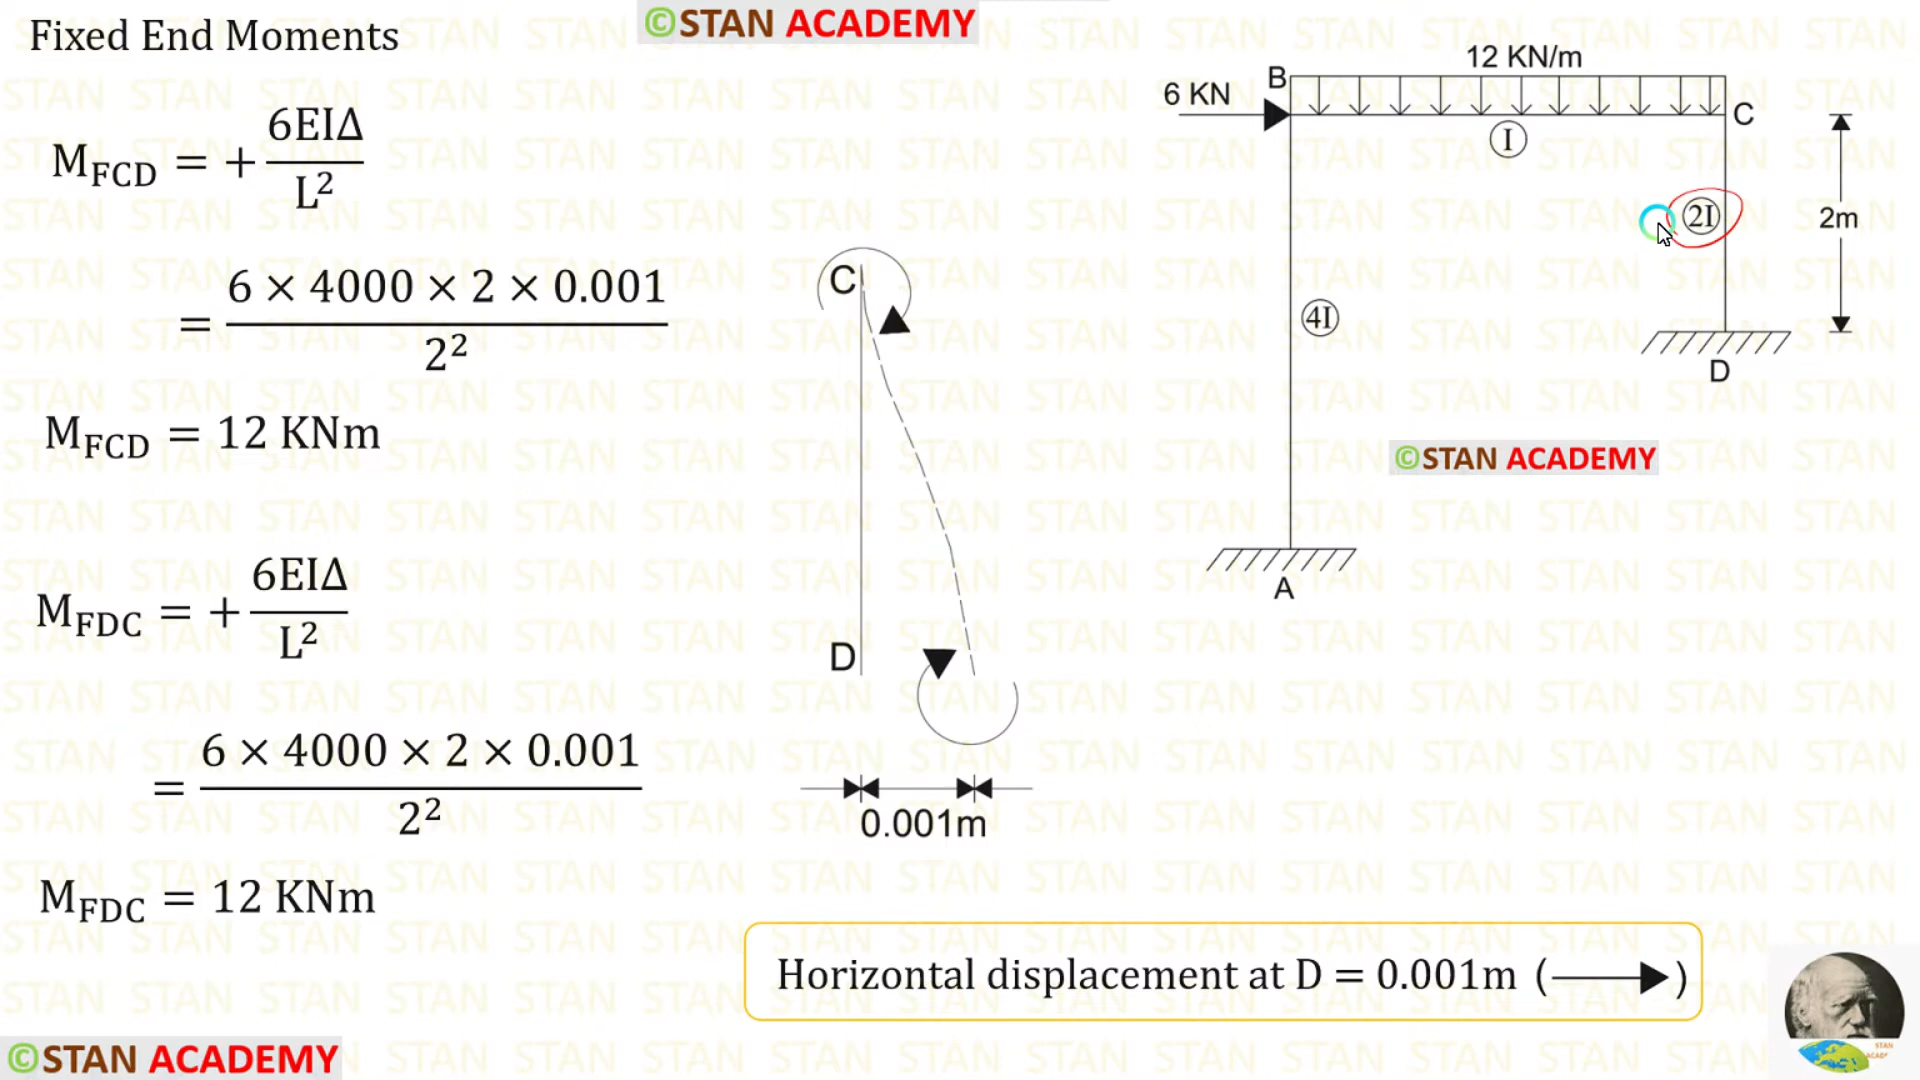 Fixed End Moments
©STAN ACADEMY
M_FCD = + 6EIΔ / L²
= 6 × 4000 × 2 × 0.001 / 2²
M_FCD = 12 KNm
M_FDC = + 6EIΔ / L²
= 6 × 4000 × 2 × 0.001 / 2²
M_FDC = 12 KNm
C
D
0.001m
12 KN/m
B
6 KN
C
I
2I
2m
4I
D
A
©STAN ACADEMY
Horizontal displacement at D = 0.001m (→)
©STAN ACADEMY
STAN